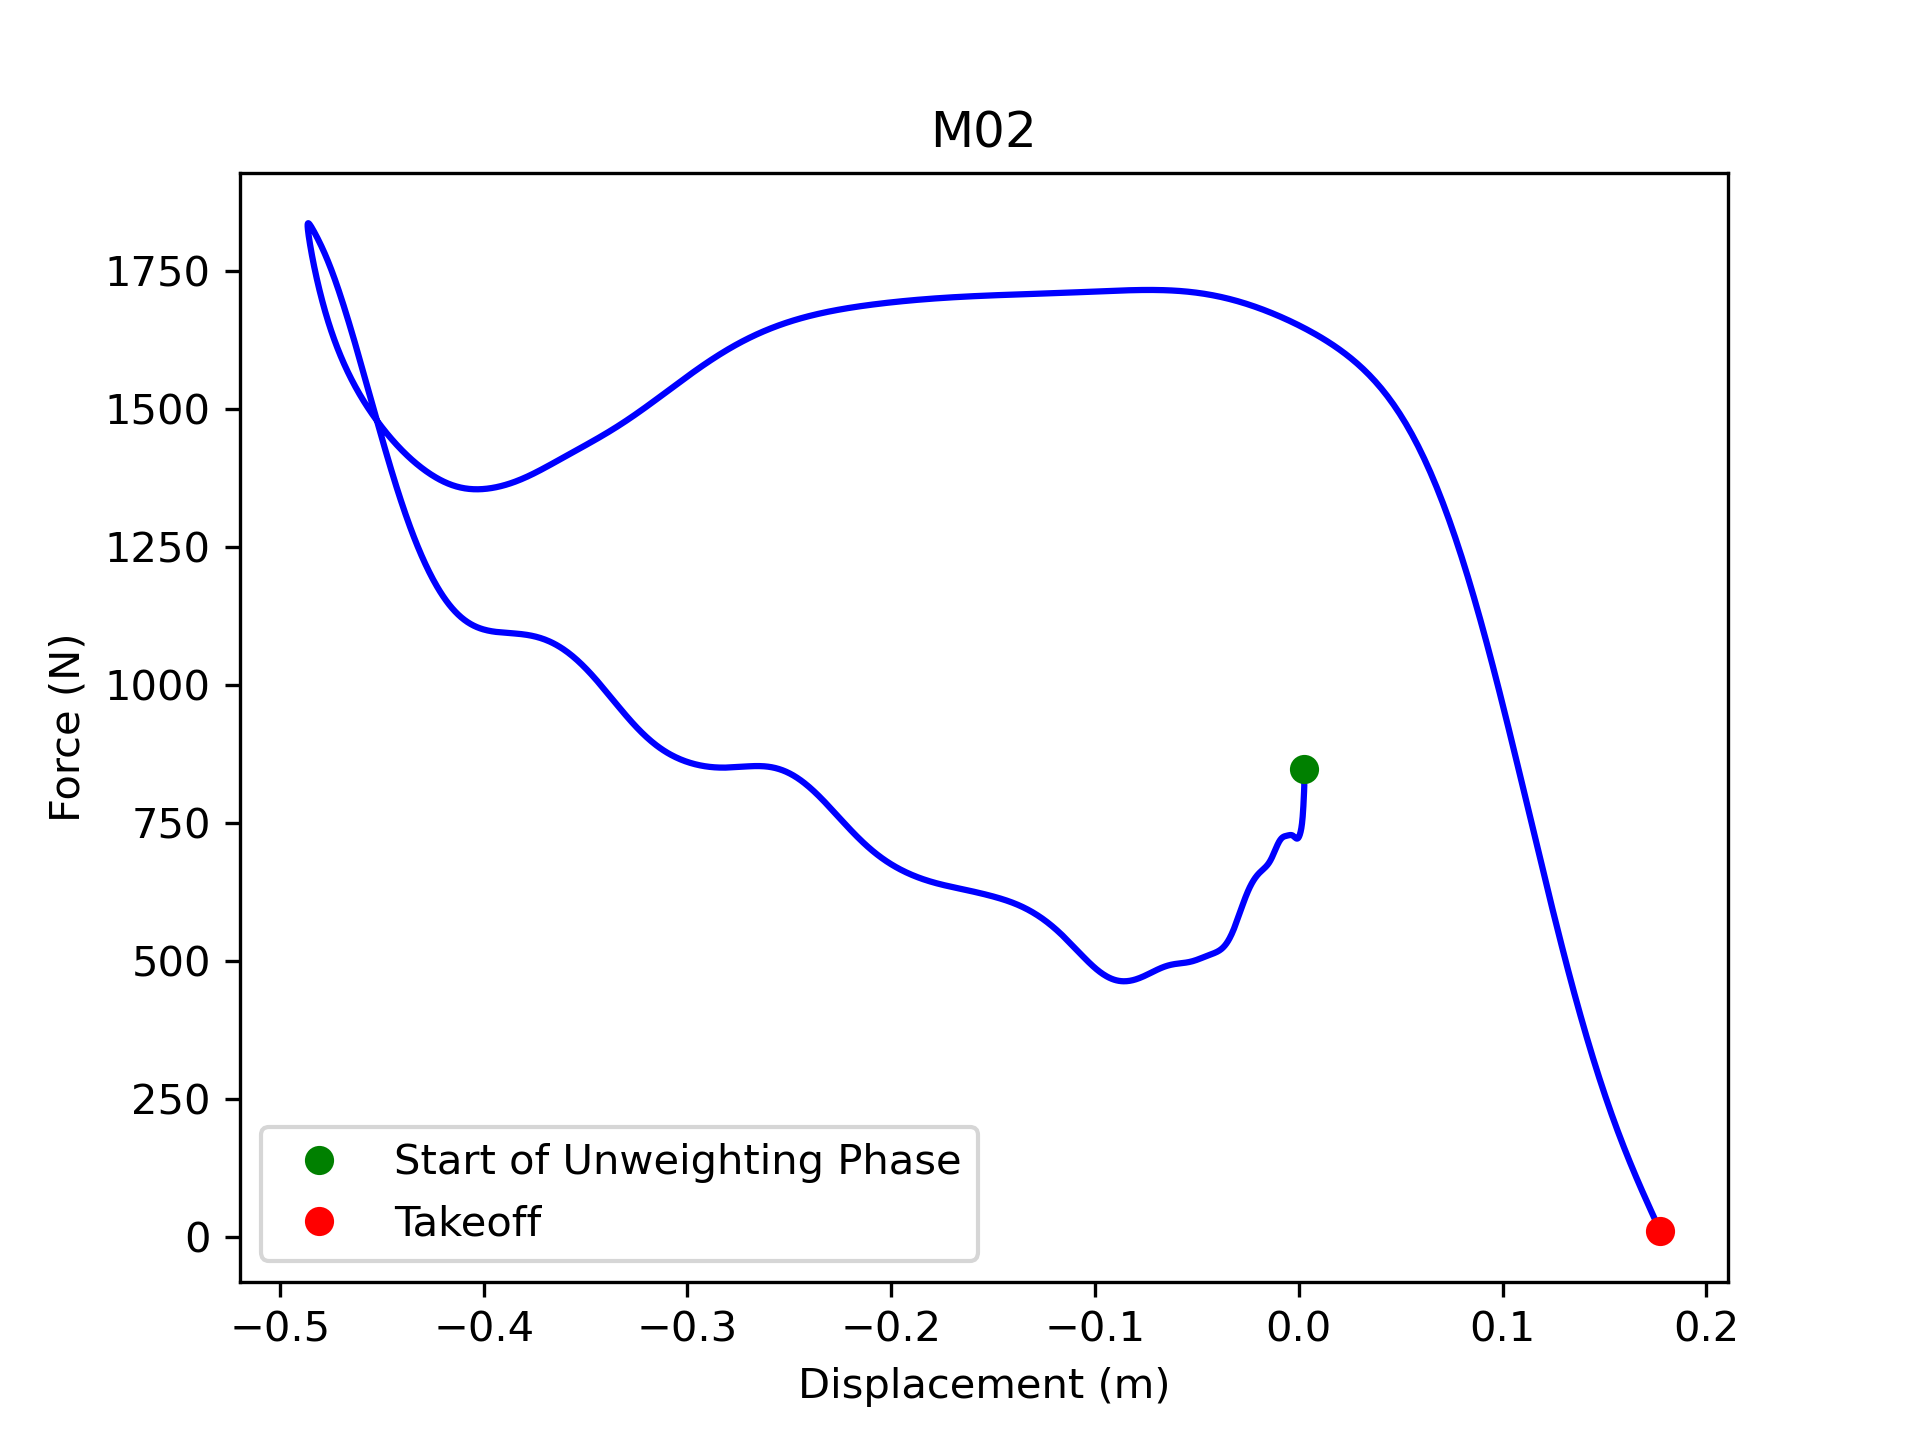 M02
Force (N)
1750
1500
1250
1000
750
500
250
0
Start of Unweighting Phase
Takeoff
−0.5 −0.4 −0.3 −0.2 −0.1 0.0 0.1 0.2
Displacement (m)